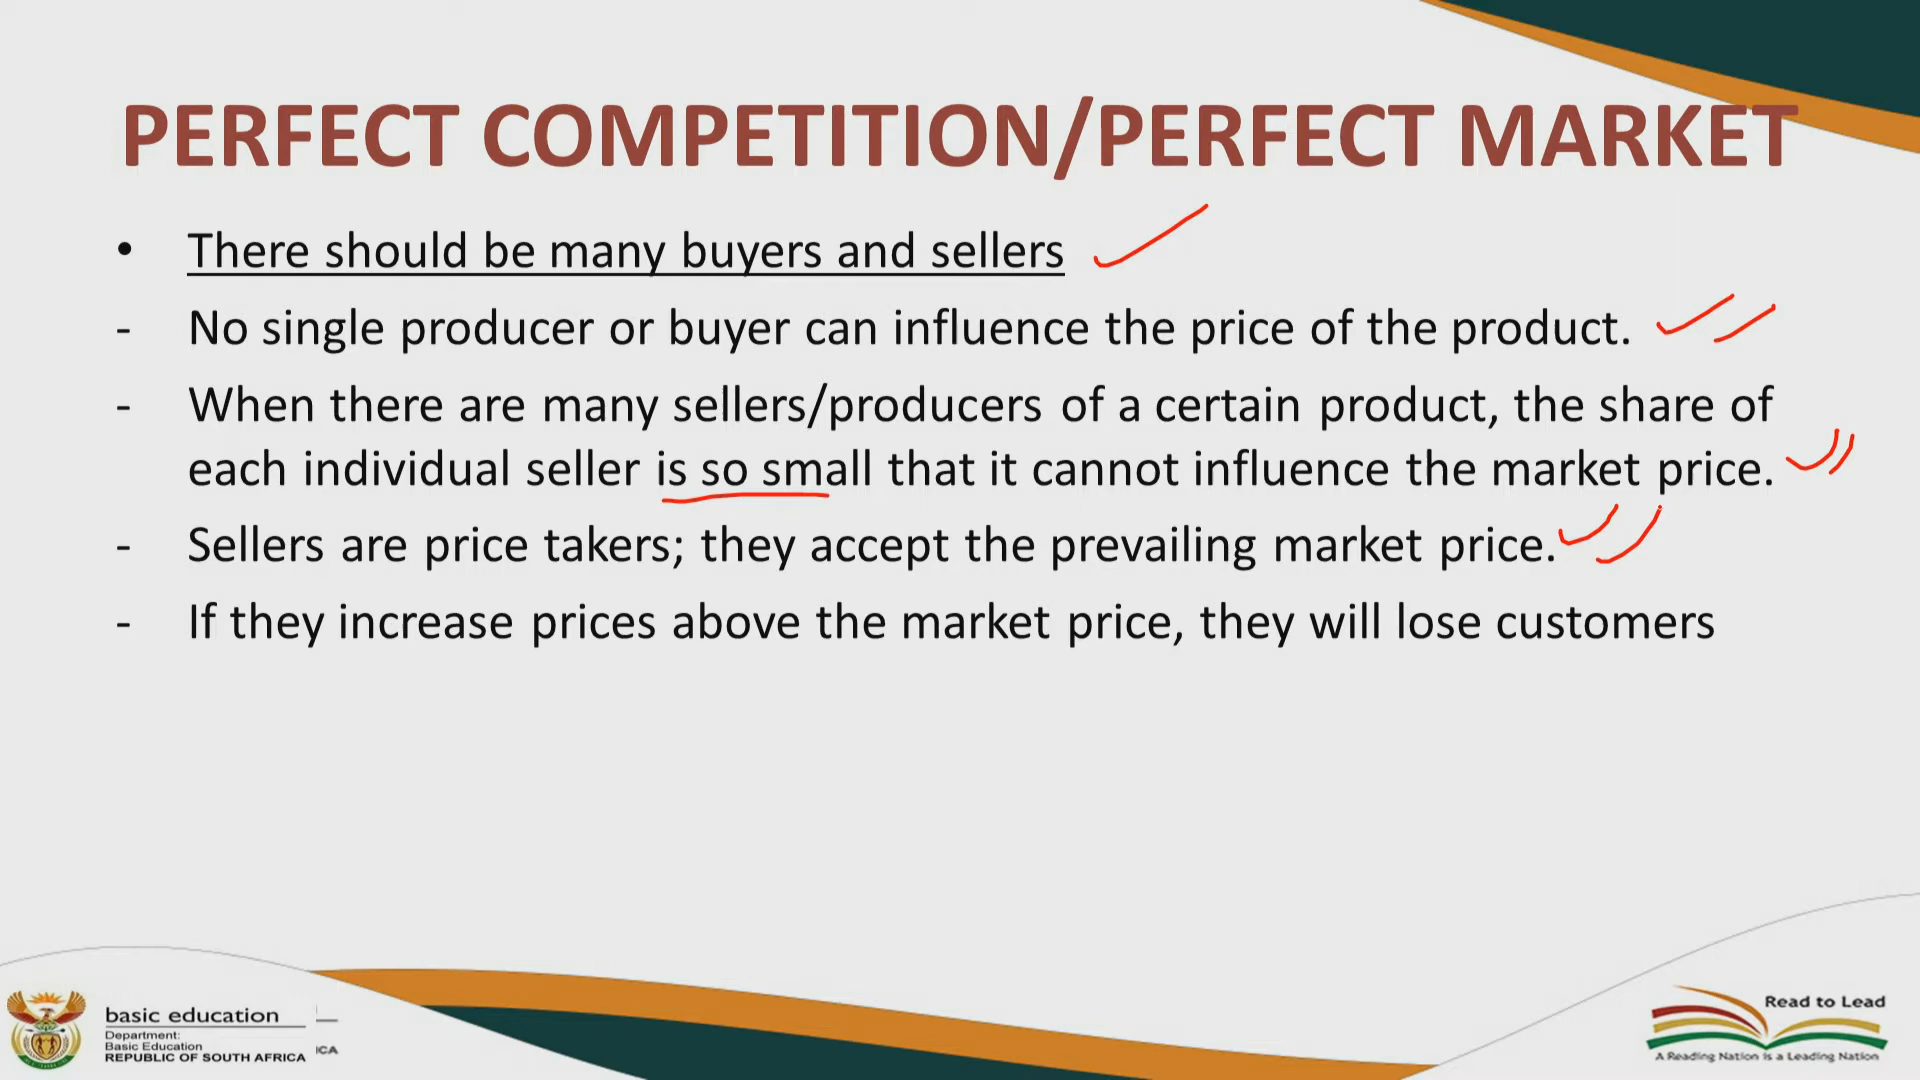 PERFECT COMPETITION/PERFECT MARKET
• There should be many buyers and sellers
- No single producer or buyer can influence the price of the product.
- When there are many sellers/producers of a certain product, the share of
each individual seller is so small that it cannot influence the market price.
- Sellers are price takers; they accept the prevailing market price.
- If they increase prices above the market price, they will lose customers
basic education
Department:
Basic Education
REPUBLIC OF SOUTH AFRICA
ICA
Read to Lead
A Reading Nation is a Leading Nation